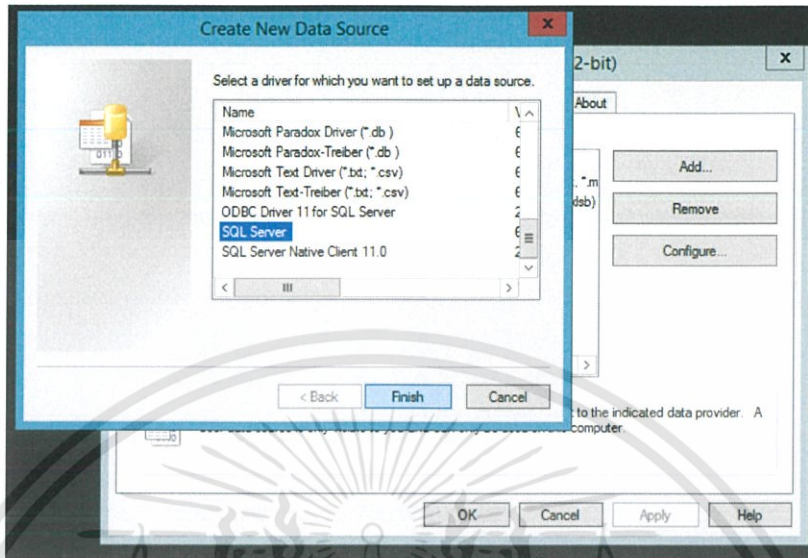 Create New Data Source
x
2-bit)
x
Select a driver for which you want to set up a data source.
About
Name
Microsoft Paradox Driver (*.db )
Microsoft Paradox-Treiber (*.db )
Microsoft Text Driver (*.txt; *.csv)
Microsoft Text-Treiber (*.txt; *.csv)
ODBC Driver 11 for SQL Server
SQL Server
SQL Server Native Client 11.0
Add...
Remove
Configure...
< Back
Finish
Cancel
to the indicated data provider. A
computer.
OK
Cancel
Apply
Help